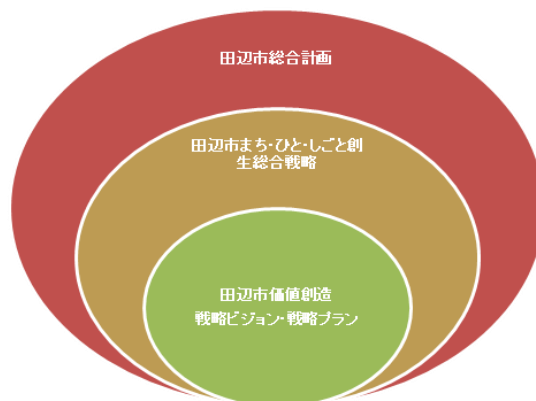 田辺市総合計画
田辺市まち・ひと・しごと創
生総合戦略
田辺市価値創造
戦略ビジョン・戦略プラン